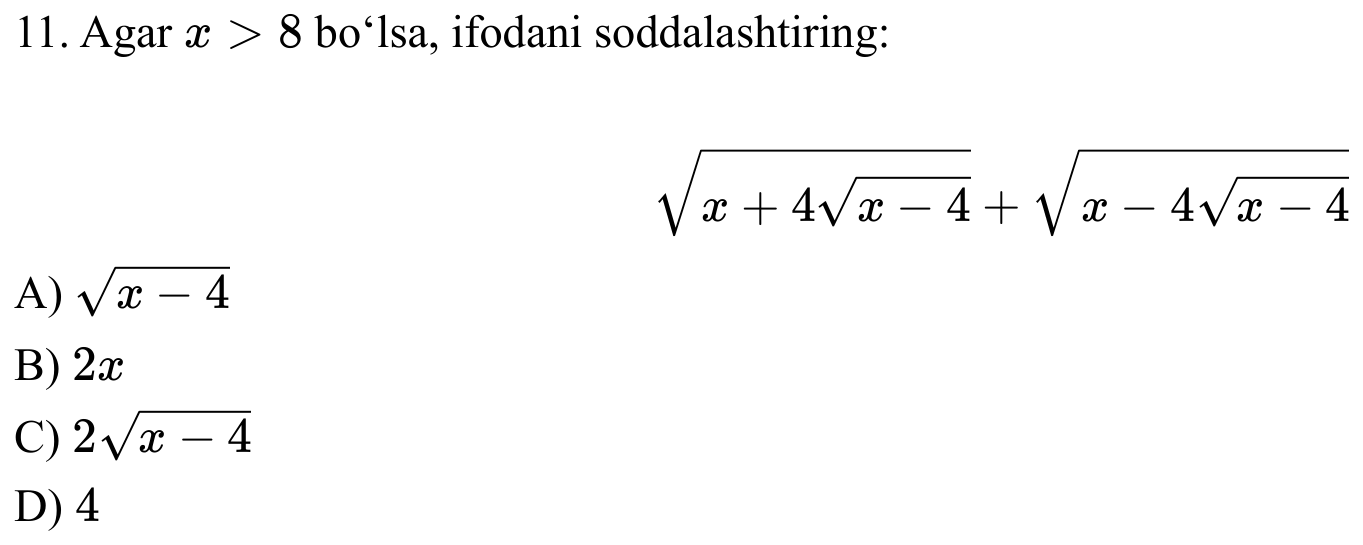 11. Agar x > 8 bo‘lsa, ifodani soddalashtiring:
√(x + 4√(x − 4)) + √(x − 4√(x − 4))
A) √(x − 4)
B) 2x
C) 2√(x − 4)
D) 4